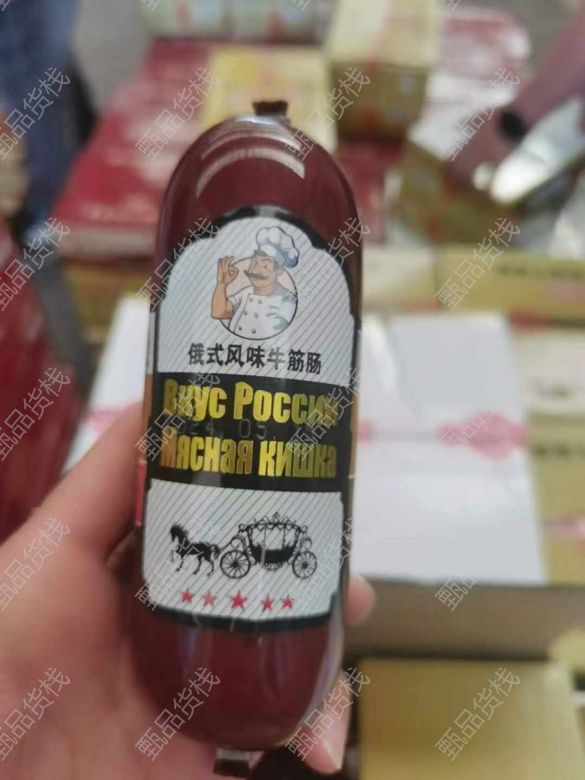 俄式风味牛筋肠
Вкус России
Мясная кишка
甄品货栈